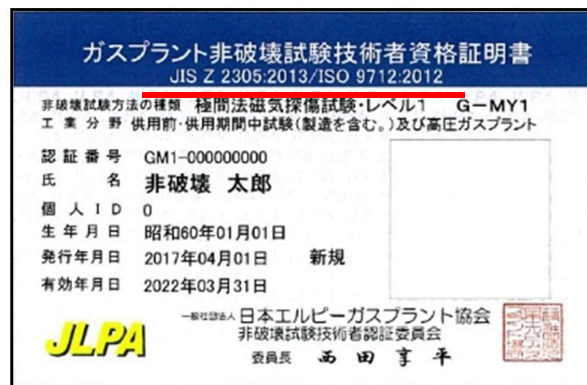 ガスプラント非破壊試験技術者資格証明書
JIS Z 2305:2013/ISO 9712:2012
非破壊試験方法の種類 極間法磁気探傷試験・レベル1 G-MY1
工業分野 供用前・供用期間中試験(製造を含む。)及び高圧ガスプラント
認証番号 GM1-000000000
氏名 非破壊 太郎
個人ID 0
生年月日 昭和60年01月01日
発行年月日 2017年04月01日 新規
有効年月日 2022年03月31日
JLPA
一般社団法人 日本エルピーガスプラント協会
非破壊試験技術者認証委員会
委員長 西田 享平